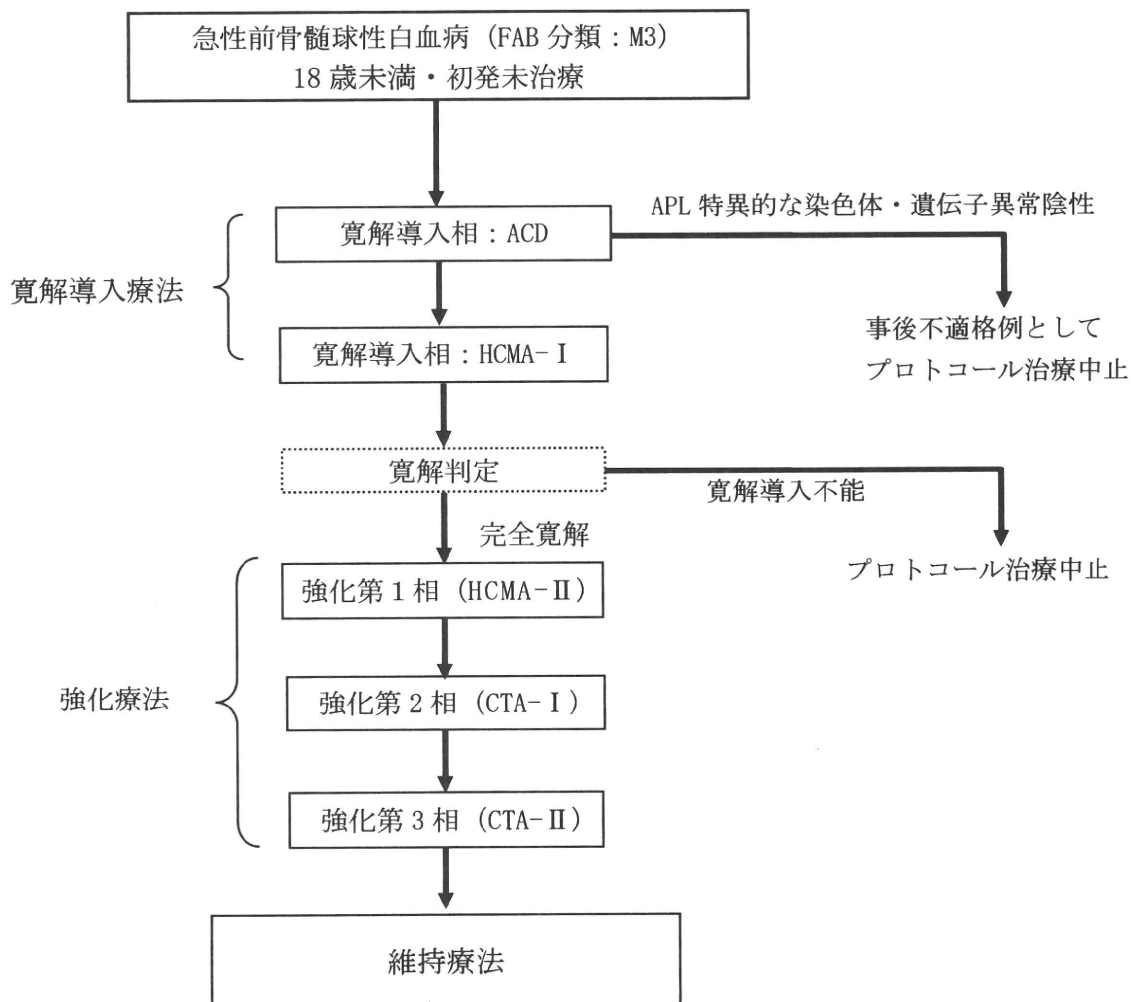 急性前骨髄球性白血病（FAB 分類：M3）
18 歳未満・初発未治療
APL 特異的な染色体・遺伝子異常陰性
寛解導入相：ACD
寛解導入療法
事後不適格例として
プロトコール治療中止
寛解導入相：HCMA-Ⅰ
寛解判定
寛解導入不能
完全寛解
プロトコール治療中止
強化第 1 相（HCMA-Ⅱ）
強化療法
強化第 2 相（CTA-Ⅰ）
強化第 3 相（CTA-Ⅱ）
維持療法